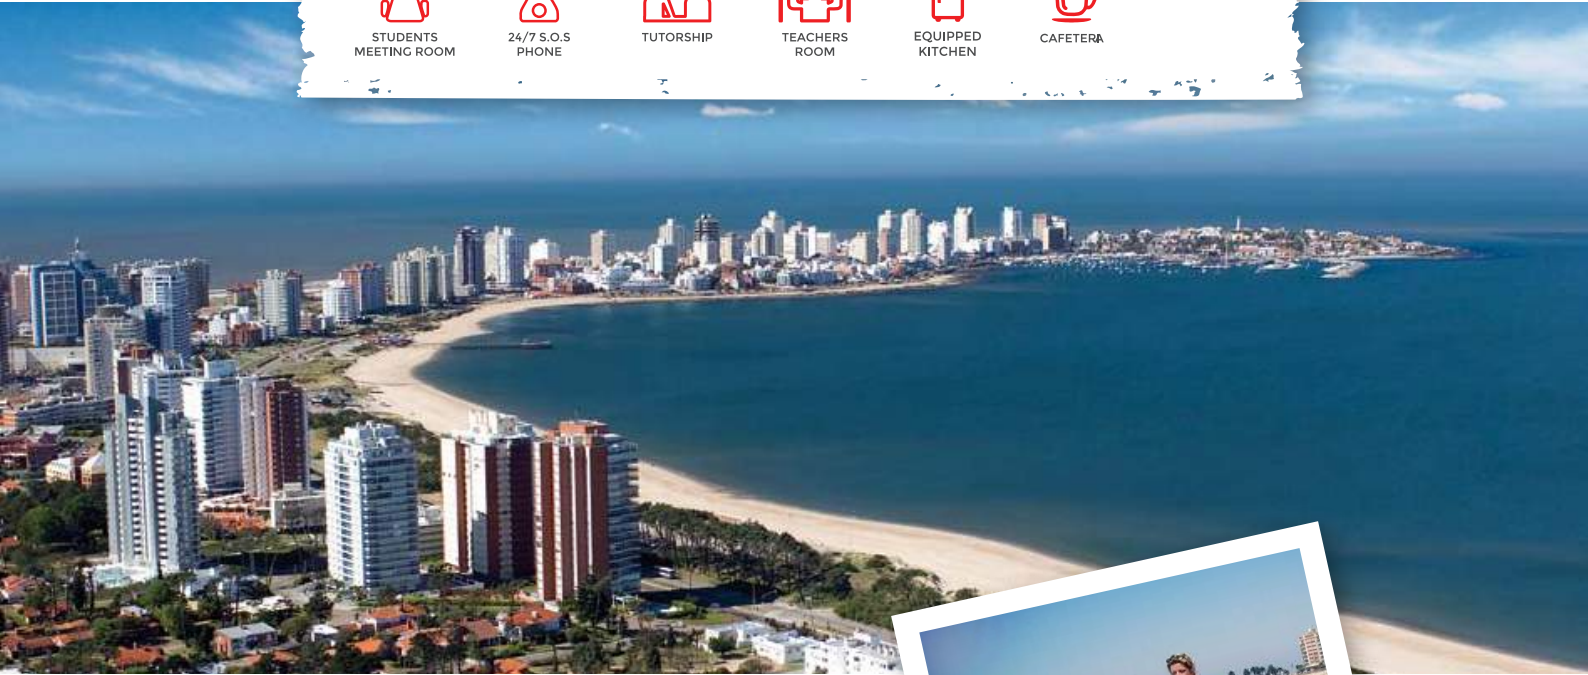 STUDENTS
MEETING ROOM
24/7 S.O.S
PHONE
TUTORSHIP
TEACHERS
ROOM
EQUIPPED
KITCHEN
CAFETERA